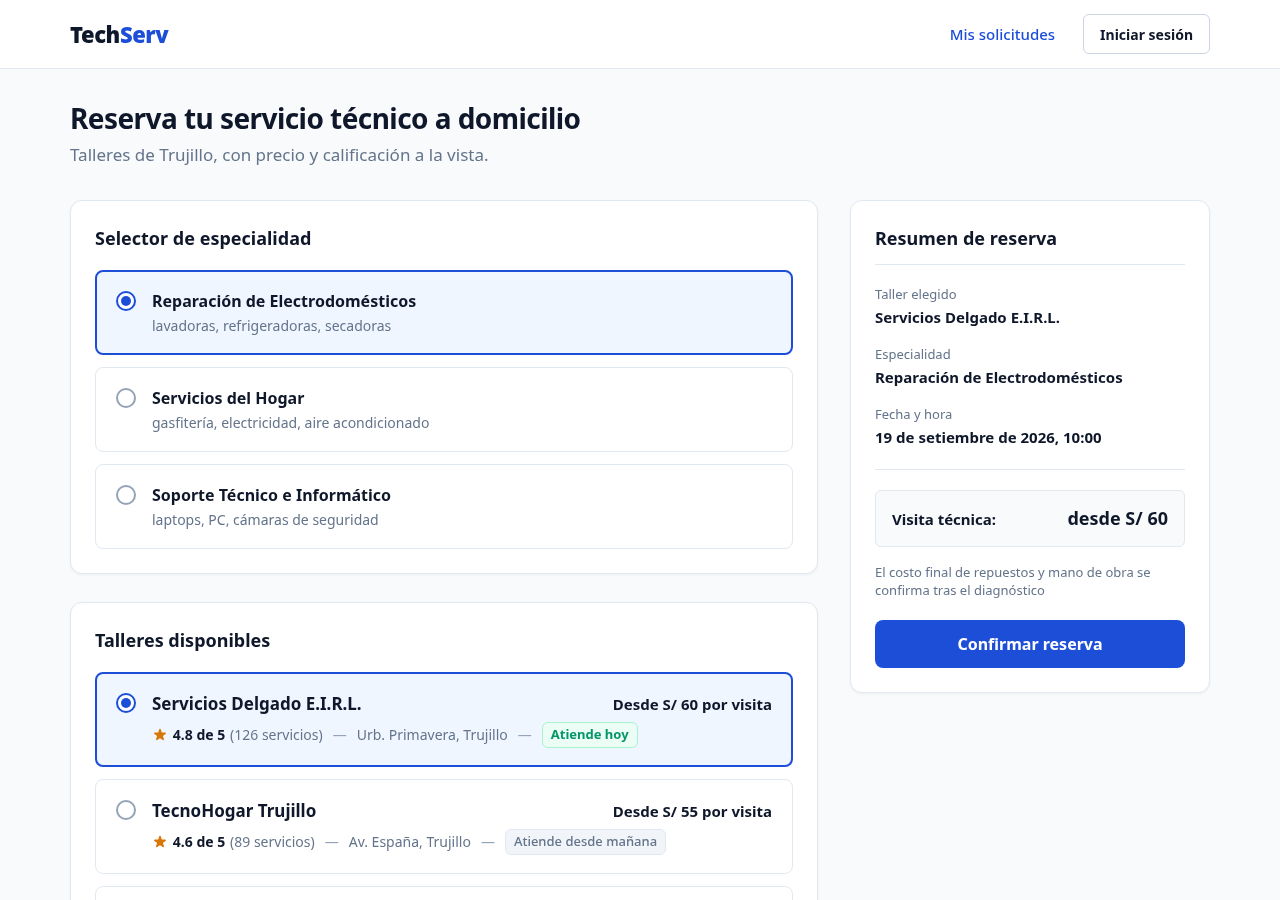 TechServ
Mis solicitudes
Iniciar sesión
Reserva tu servicio técnico a domicilio
Talleres de Trujillo, con precio y calificación a la vista.
Selector de especialidad
Reparación de Electrodomésticos
lavadoras, refrigeradoras, secadoras
Servicios del Hogar
gasfitería, electricidad, aire acondicionado
Soporte Técnico e Informático
laptops, PC, cámaras de seguridad
Talleres disponibles
Servicios Delgado E.I.R.L.
Desde S/ 60 por visita
4.8 de 5 (126 servicios) — Urb. Primavera, Trujillo — Atiende hoy
TecnoHogar Trujillo
Desde S/ 55 por visita
4.6 de 5 (89 servicios) — Av. España, Trujillo — Atiende desde mañana
Resumen de reserva
Taller elegido
Servicios Delgado E.I.R.L.
Especialidad
Reparación de Electrodomésticos
Fecha y hora
19 de setiembre de 2026, 10:00
Visita técnica: desde S/ 60
El costo final de repuestos y mano de obra se
confirma tras el diagnóstico
Confirmar reserva